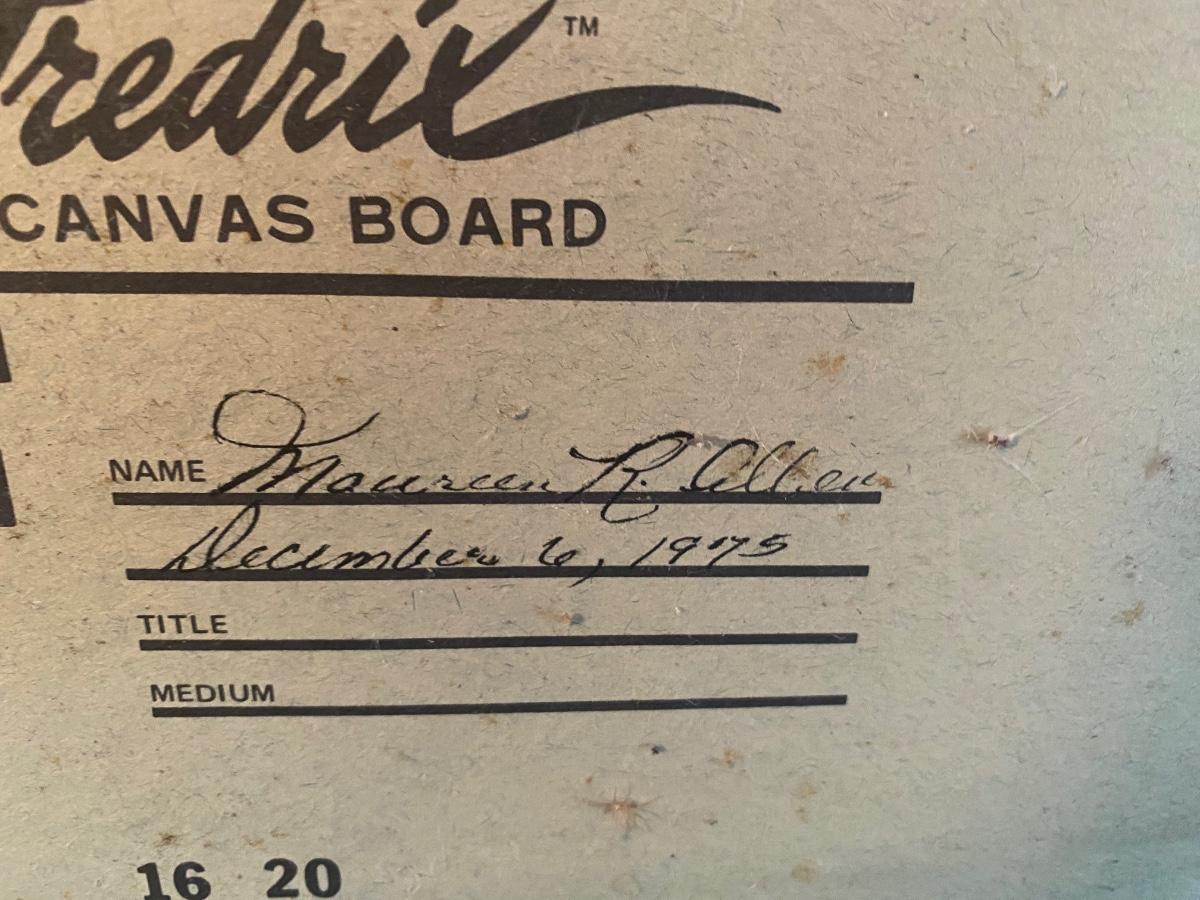 Fredrix™
CANVAS BOARD
NAME Maureen R. Allen
December 6, 1975
TITLE
MEDIUM
16 20